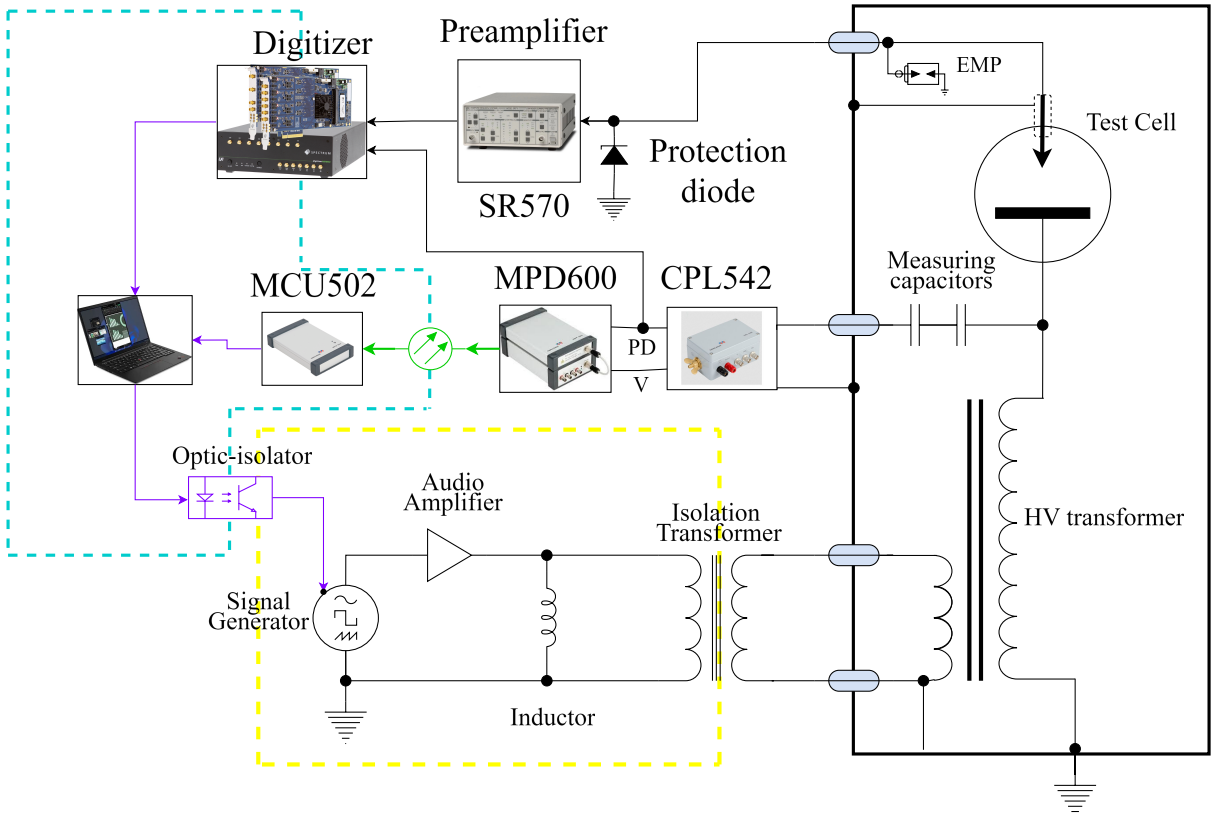 Digitizer
Preamplifier
EMP
Test Cell
Protection
diode
SR570
Measuring
capacitors
MCU502
MPD600
CPL542
PD
V
Optic-isolator
Audio
Amplifier
Isolation
Transformer
HV transformer
Signal
Generator
Inductor